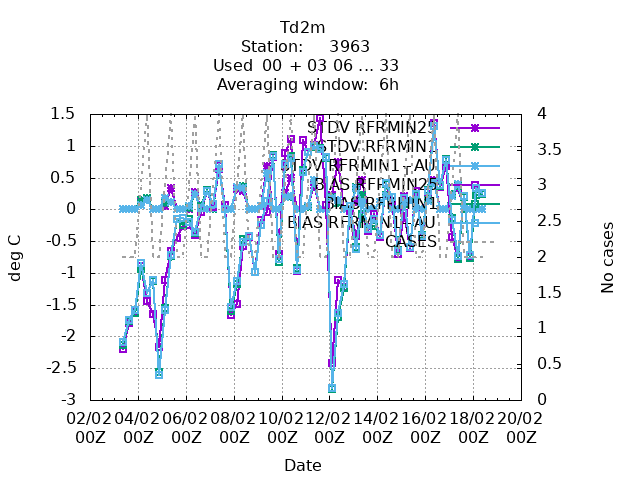 Td2m
Station: 3963
Used 00 + 03 06 ... 33
Averaging window: 6h
STDV RFRMIN25
STDV RFRMIN1
STDV RFRMIN1-AU
BIAS RFRMIN25
BIAS RFRMIN1
BIAS RFRMIN1-AU
CASES
deg C
1.5
1
0.5
0
-0.5
-1
-1.5
-2
-2.5
-3
No cases
4
3.5
3
2.5
2
1.5
1
0.5
0
02/02 04/02 06/02 08/02 10/02 12/02 14/02 16/02 18/02 20/02
00Z 00Z 00Z 00Z 00Z 00Z 00Z 00Z 00Z 00Z
Date